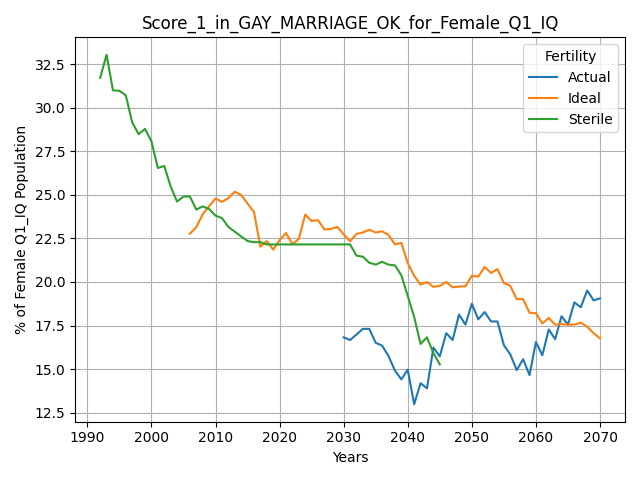 Score_1_in_GAY_MARRIAGE_OK_for_Female_Q1_IQ
Fertility
Actual
Ideal
Sterile
% of Female Q1_IQ Population
32.5
30.0
27.5
25.0
22.5
20.0
17.5
15.0
12.5
1990 2000 2010 2020 2030 2040 2050 2060 2070
Years